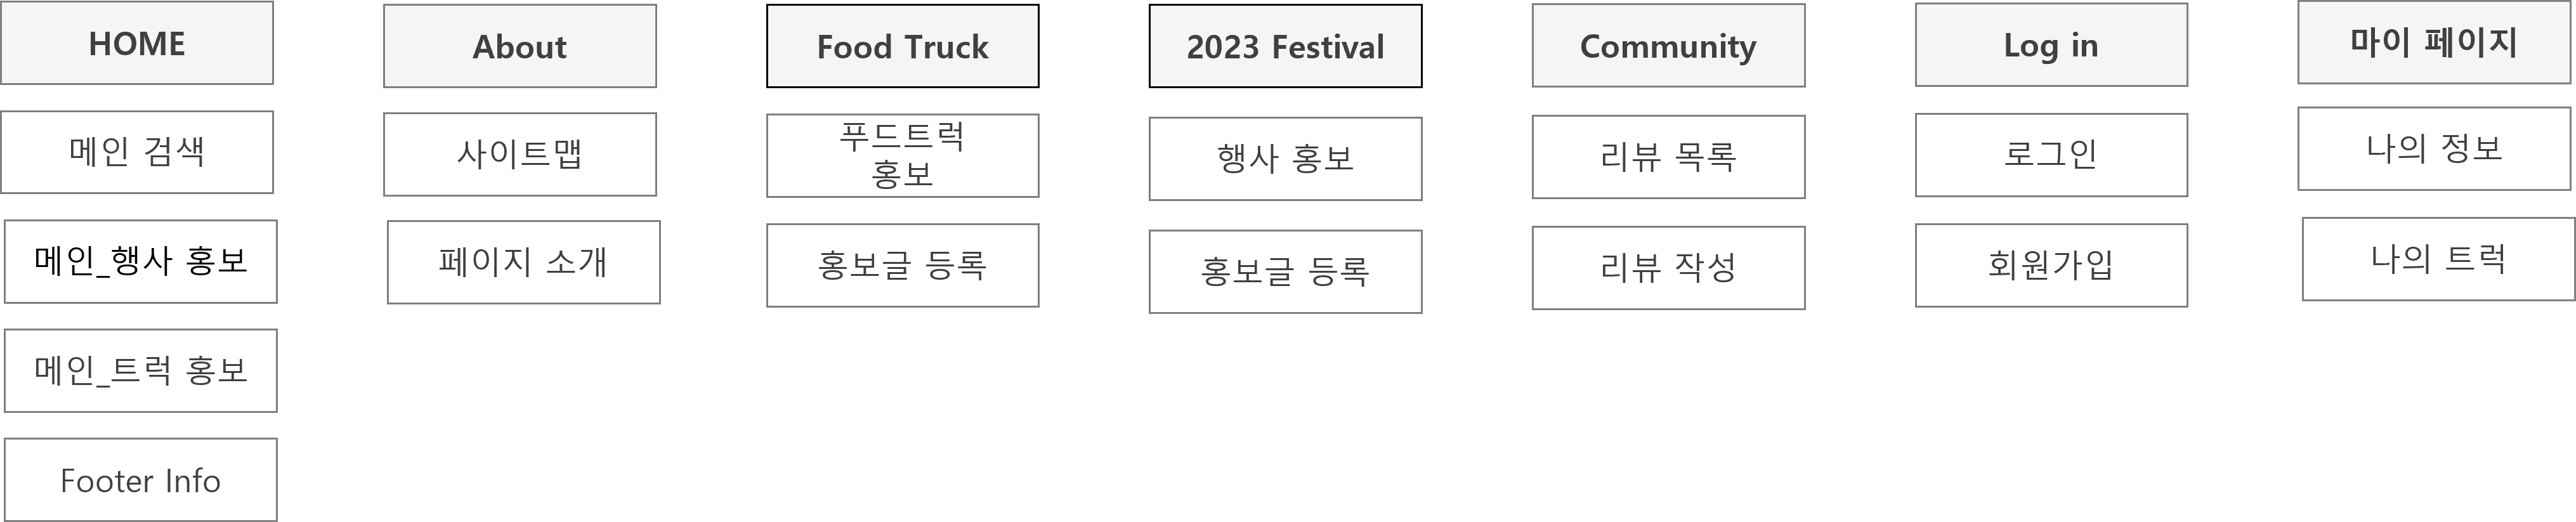 HOME
메인 검색
메인_행사 홍보
메인_트럭 홍보
Footer Info
About
사이트맵
페이지 소개
Food Truck
푸드트럭
홍보
홍보글 등록
2023 Festival
행사 홍보
홍보글 등록
Community
리뷰 목록
리뷰 작성
Log in
로그인
회원가입
마이 페이지
나의 정보
나의 트럭